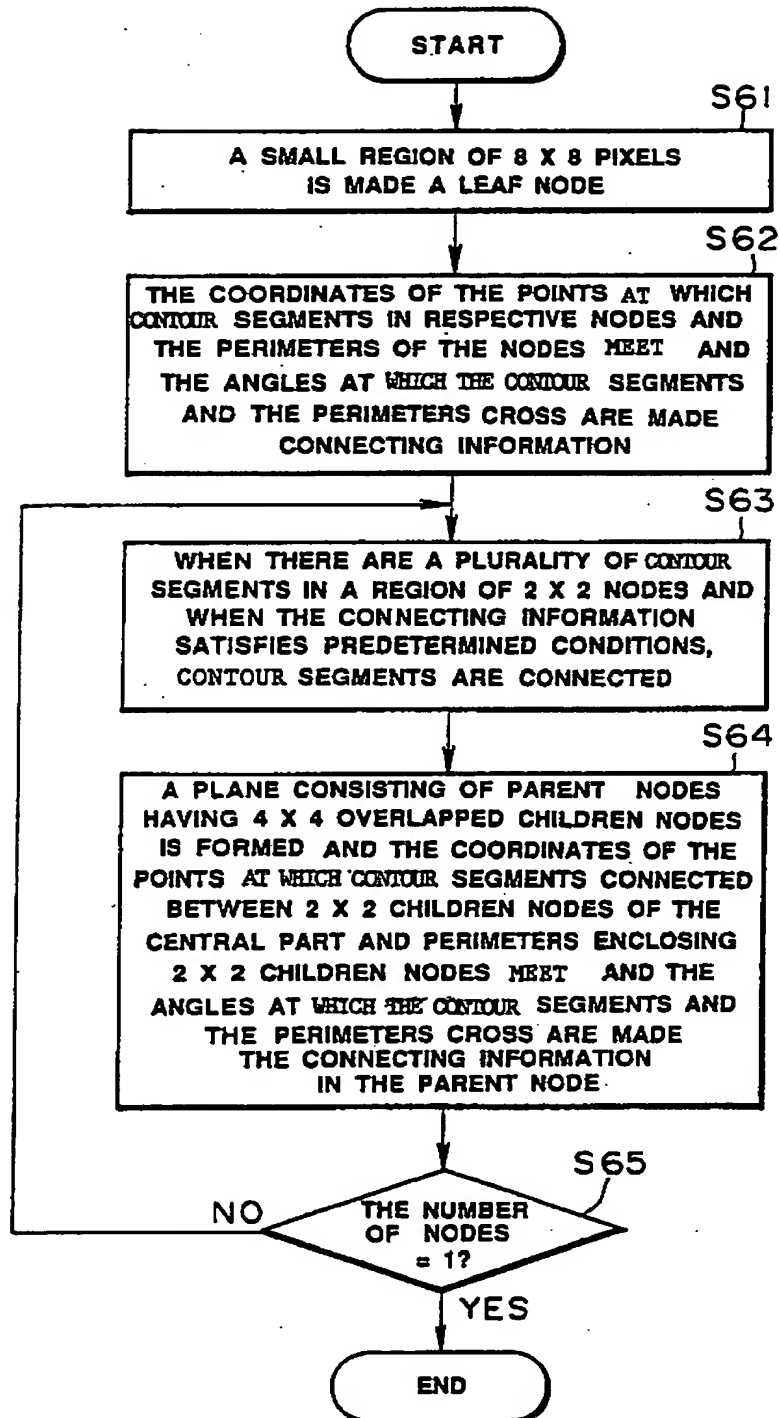 START
S61
A SMALL REGION OF 8 X 8 PIXELS
IS MADE A LEAF NODE
S62
THE COORDINATES OF THE POINTS AT WHICH
CONTOUR SEGMENTS IN RESPECTIVE NODES AND
THE PERIMETERS OF THE NODES MEET AND
THE ANGLES AT WHICH THE CONTOUR SEGMENTS
AND THE PERIMETERS CROSS ARE MADE
CONNECTING INFORMATION
S63
WHEN THERE ARE A PLURALITY OF CONTOUR
SEGMENTS IN A REGION OF 2 X 2 NODES AND
WHEN THE CONNECTING INFORMATION
SATISFIES PREDETERMINED CONDITIONS,
CONTOUR SEGMENTS ARE CONNECTED
S64
A PLANE CONSISTING OF PARENT NODES
HAVING 4 X 4 OVERLAPPED CHILDREN NODES
IS FORMED AND THE COORDINATES OF THE
POINTS AT WHICH CONTOUR SEGMENTS CONNECTED
BETWEEN 2 X 2 CHILDREN NODES OF THE
CENTRAL PART AND PERIMETERS ENCLOSING
2 X 2 CHILDREN NODES MEET AND THE
ANGLES AT WHICH THE CONTOUR SEGMENTS AND
THE PERIMETERS CROSS ARE MADE
THE CONNECTING INFORMATION
IN THE PARENT NODE
S65
NO
THE NUMBER
OF NODES
= 1?
YES
END